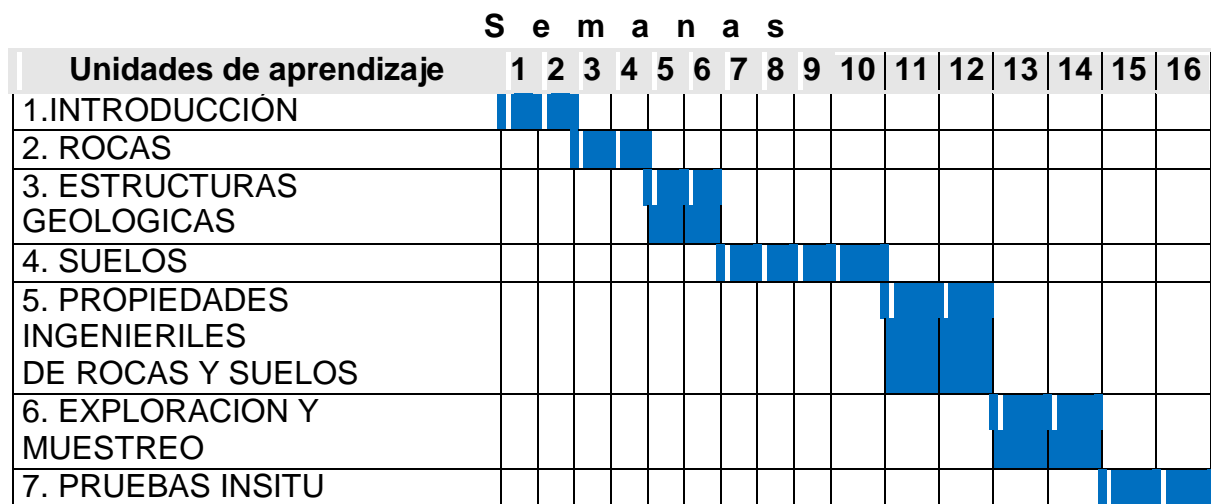 S e m a n a s
Unidades de aprendizaje 1 2 3 4 5 6 7 8 9 10 11 12 13 14 15 16
1.INTRODUCCIÓN
2. ROCAS
3. ESTRUCTURAS
GEOLOGICAS
4. SUELOS
5. PROPIEDADES
INGENIERILES
DE ROCAS Y SUELOS
6. EXPLORACION Y
MUESTREO
7. PRUEBAS INSITU